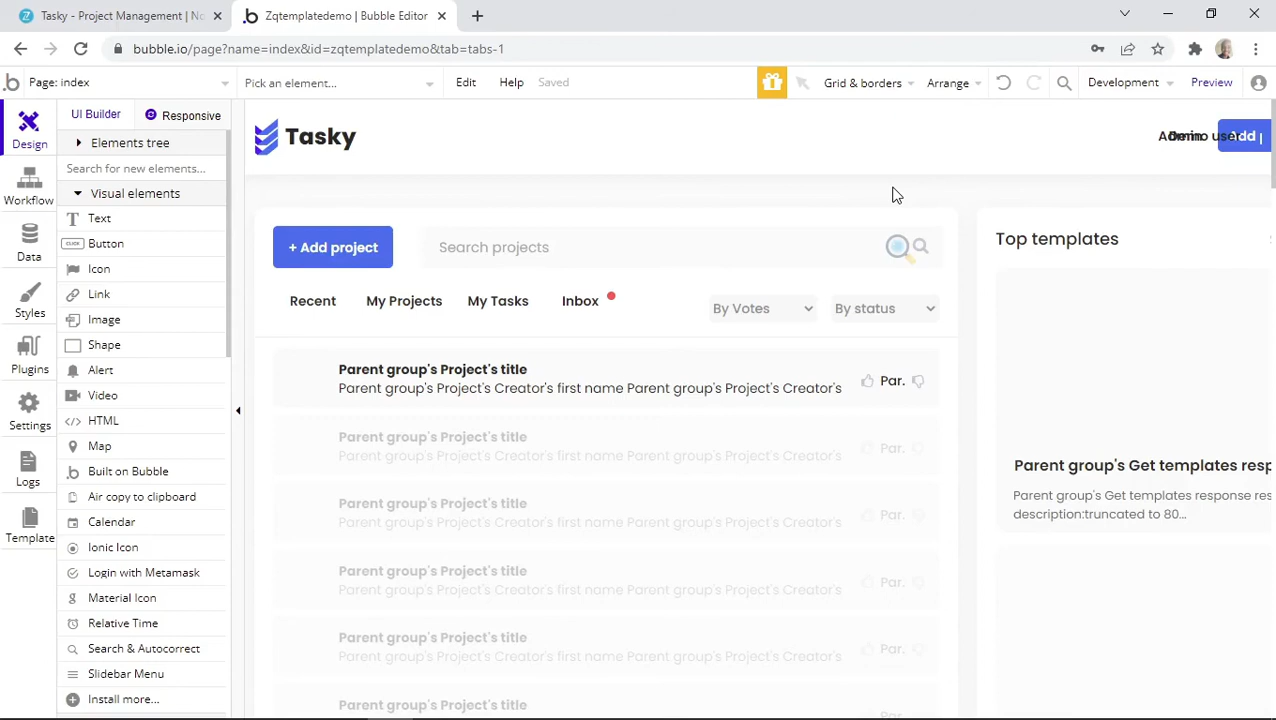 Tasky - Project Management | No
Zqtemplatedemo | Bubble Editor
bubble.io/page?name=index&id=zqtemplatedemo&tab=tabs-1
Page: index
Pick an element...
Edit
Help
Saved
Grid & borders
Arrange
Development
Preview
Design
Workflow
Data
Styles
Plugins
Settings
Logs
Template
UI Builder
Responsive
Elements tree
Search for new elements...
Visual elements
Text
CLICK
Button
Icon
Link
Image
Shape
Alert
Video
HTML
Map
Built on Bubble
Air copy to clipboard
Calendar
Ionic Icon
Login with Metamask
Material Icon
Relative Time
Search & Autocorrect
Slidebar Menu
Install more...
Tasky
Add |
+ Add project
Search projects
Recent
My Projects
My Tasks
Inbox
By Votes
By status
Parent group's Project's title
Parent group's Project's Creator's first name Parent group's Project's Creator's
Par.
Parent group's Project's title
Parent group's Project's Creator's first name Parent group's Project's Creator's
Par.
Parent group's Project's title
Parent group's Project's Creator's first name Parent group's Project's Creator's
Par.
Parent group's Project's title
Parent group's Project's Creator's first name Parent group's Project's Creator's
Par.
Parent group's Project's title
Parent group's Project's Creator's first name Parent group's Project's Creator's
Par.
Parent group's Project's title
Top templates
Parent group's Get templates resp
Parent group's Get templates response res
description:truncated to 80...